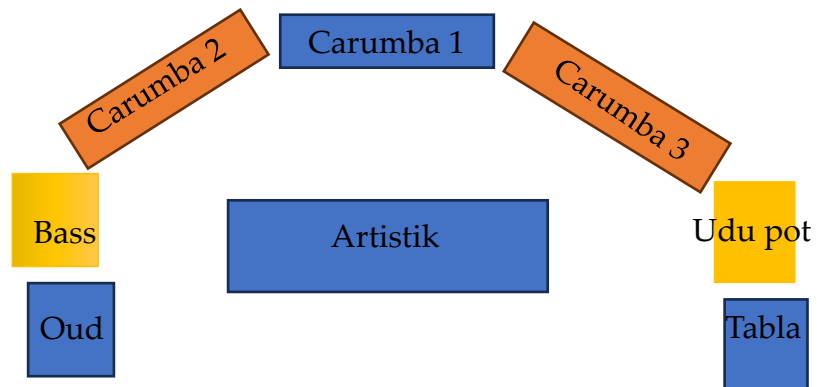 Carumba 1
Carumba 2
Carumba 3
Bass
Artistik
Udu pot
Oud
Tabla